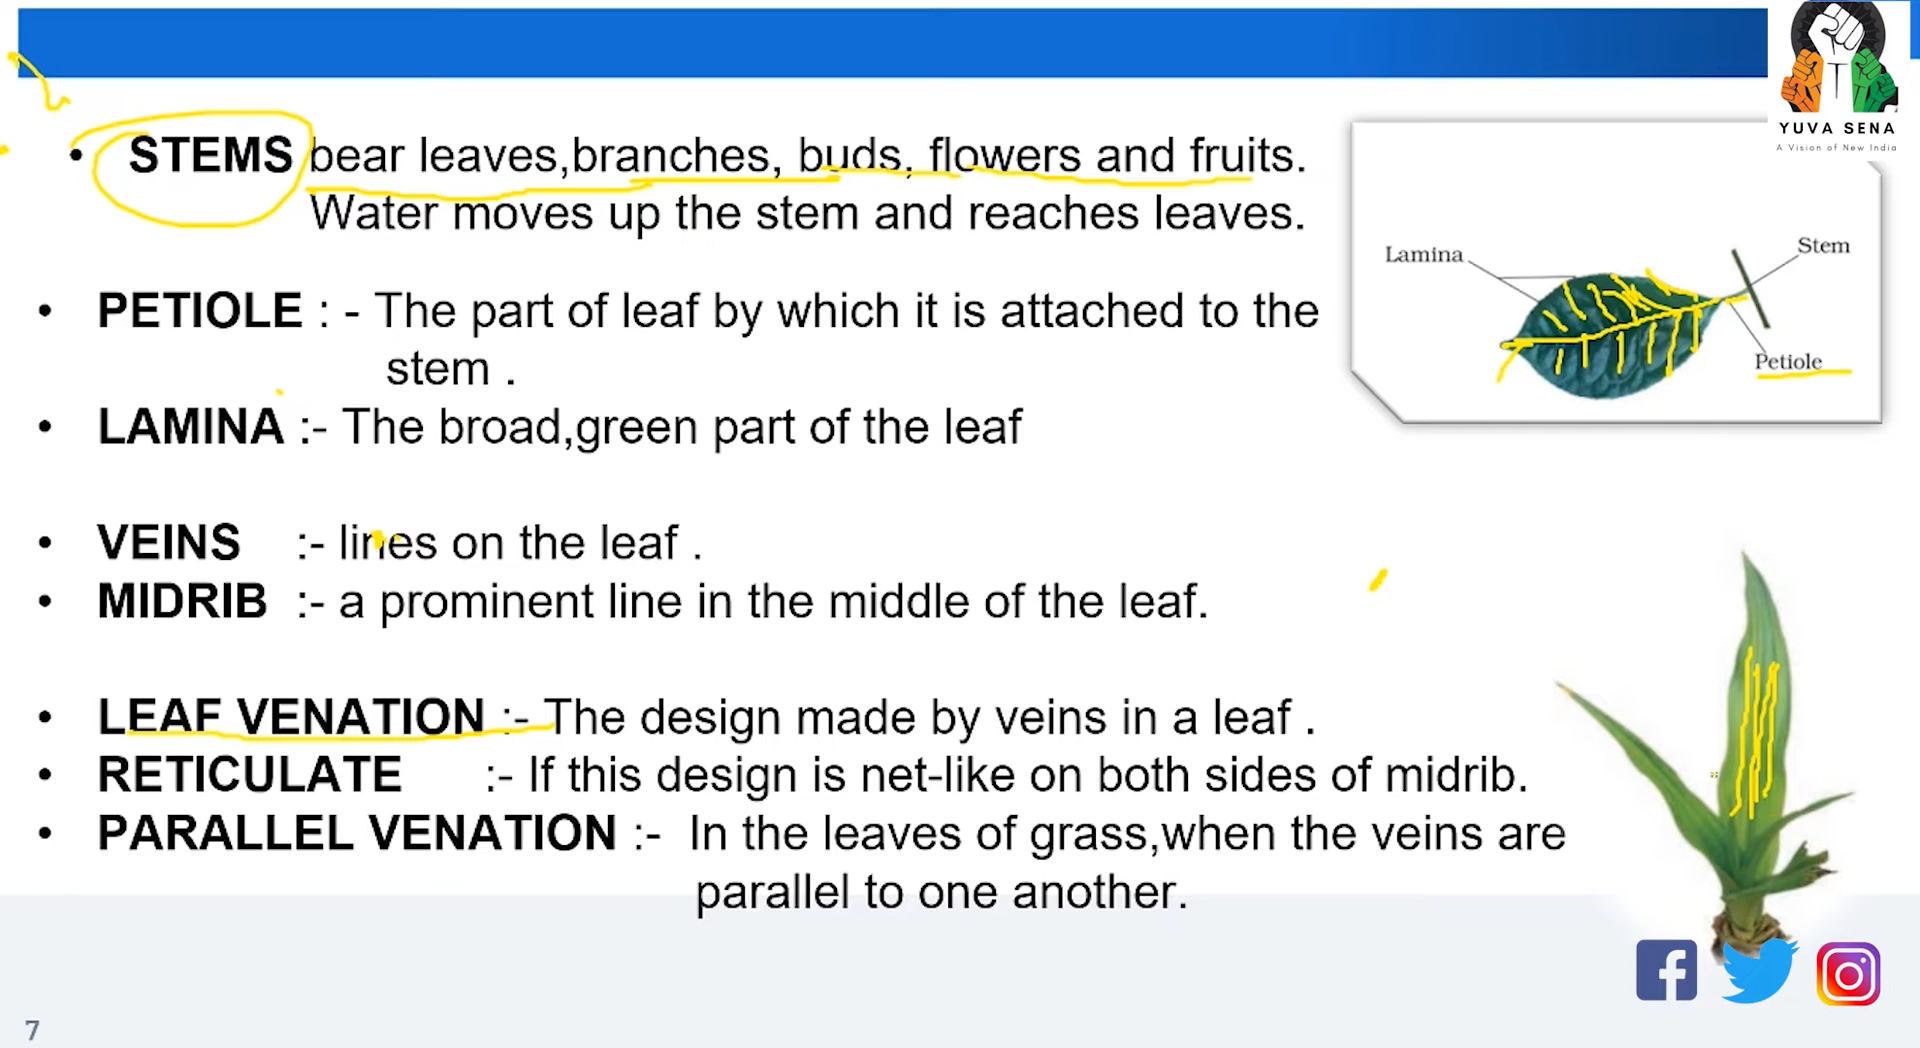 YUVA SENA
A Vision of New India
• STEMS bear leaves,branches, buds, flowers and fruits.
Water moves up the stem and reaches leaves.
• PETIOLE : - The part of leaf by which it is attached to the
stem .
• LAMINA :- The broad,green part of the leaf
• VEINS :- lines on the leaf .
• MIDRIB :- a prominent line in the middle of the leaf.
• LEAF VENATION :- The design made by veins in a leaf .
• RETICULATE :- If this design is net-like on both sides of midrib.
• PARALLEL VENATION :- In the leaves of grass,when the veins are
parallel to one another.
Lamina
Stem
Petiole
7